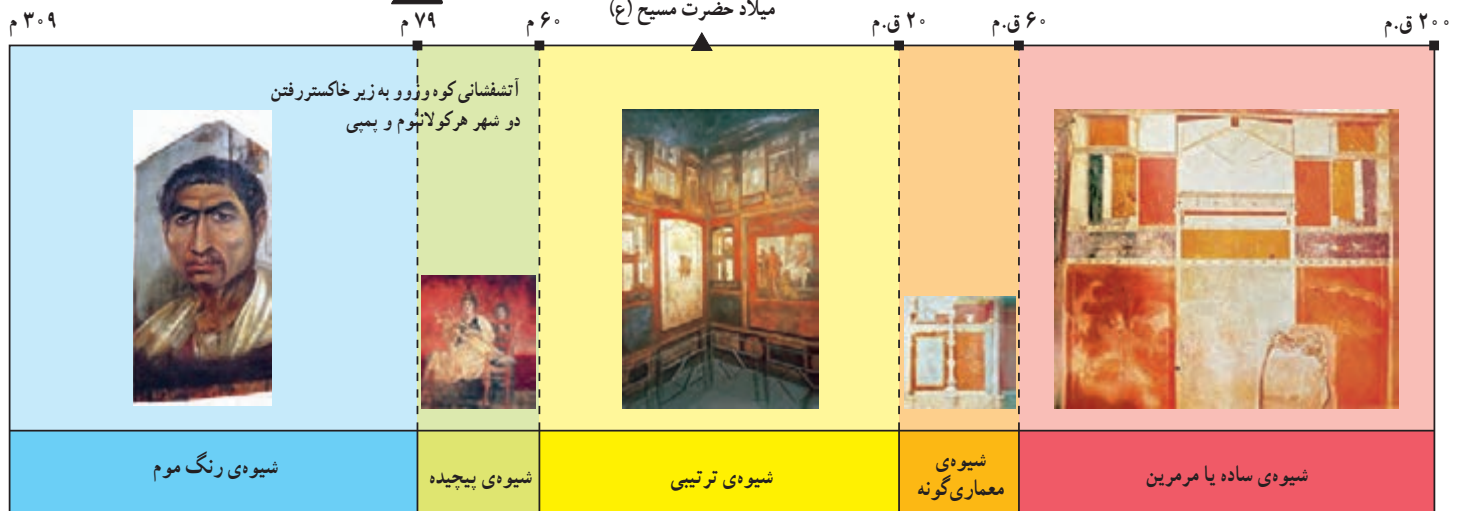 ۲۰۰ ق.م
۶۰ ق.م
۲۰ ق.م
میلاد حضرت مسیح (ع)
۶۰ م
۷۹ م
۳۰۹ م
آتشفشانی کوه وزوو به زیر خاکستر رفتن
دو شهر هرکولانئوم و پمپی
شیوه‌ی ساده یا مرمرین
شیوه‌ی
معماری‌گونه
شیوه‌ی ترتیبی
شیوه‌ی پیچیده
شیوه‌ی رنگ موم